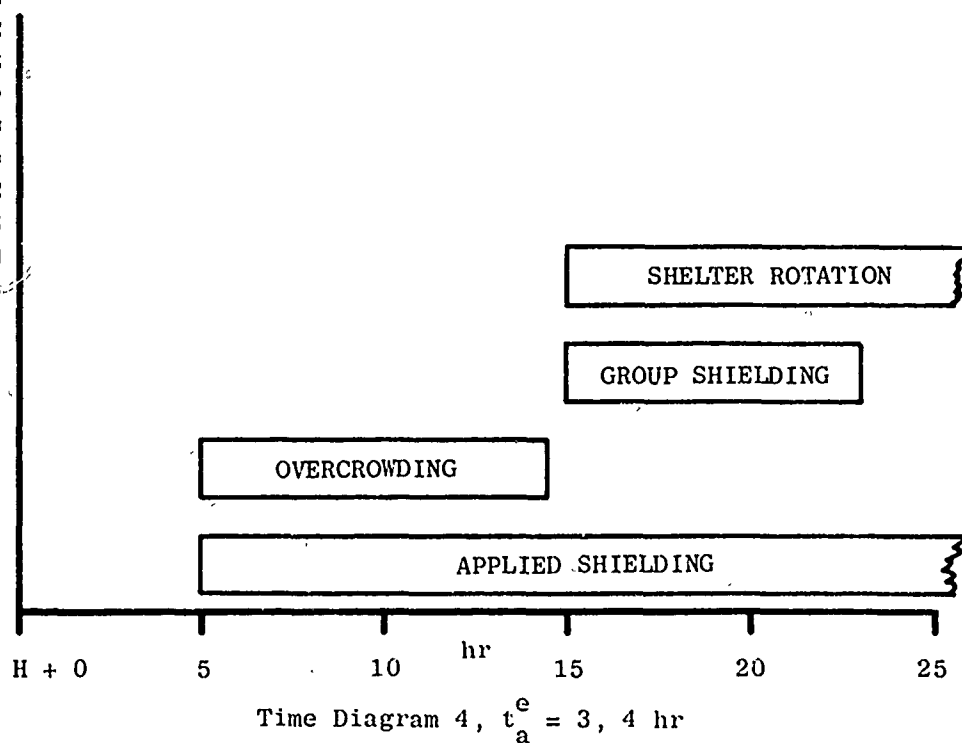 SHELTER ROTATION
GROUP SHIELDING
OVERCROWDING
APPLIED SHIELDING
H + 0 5 10 hr 15 20 25
Time Diagram 4, t_a^e = 3, 4 hr